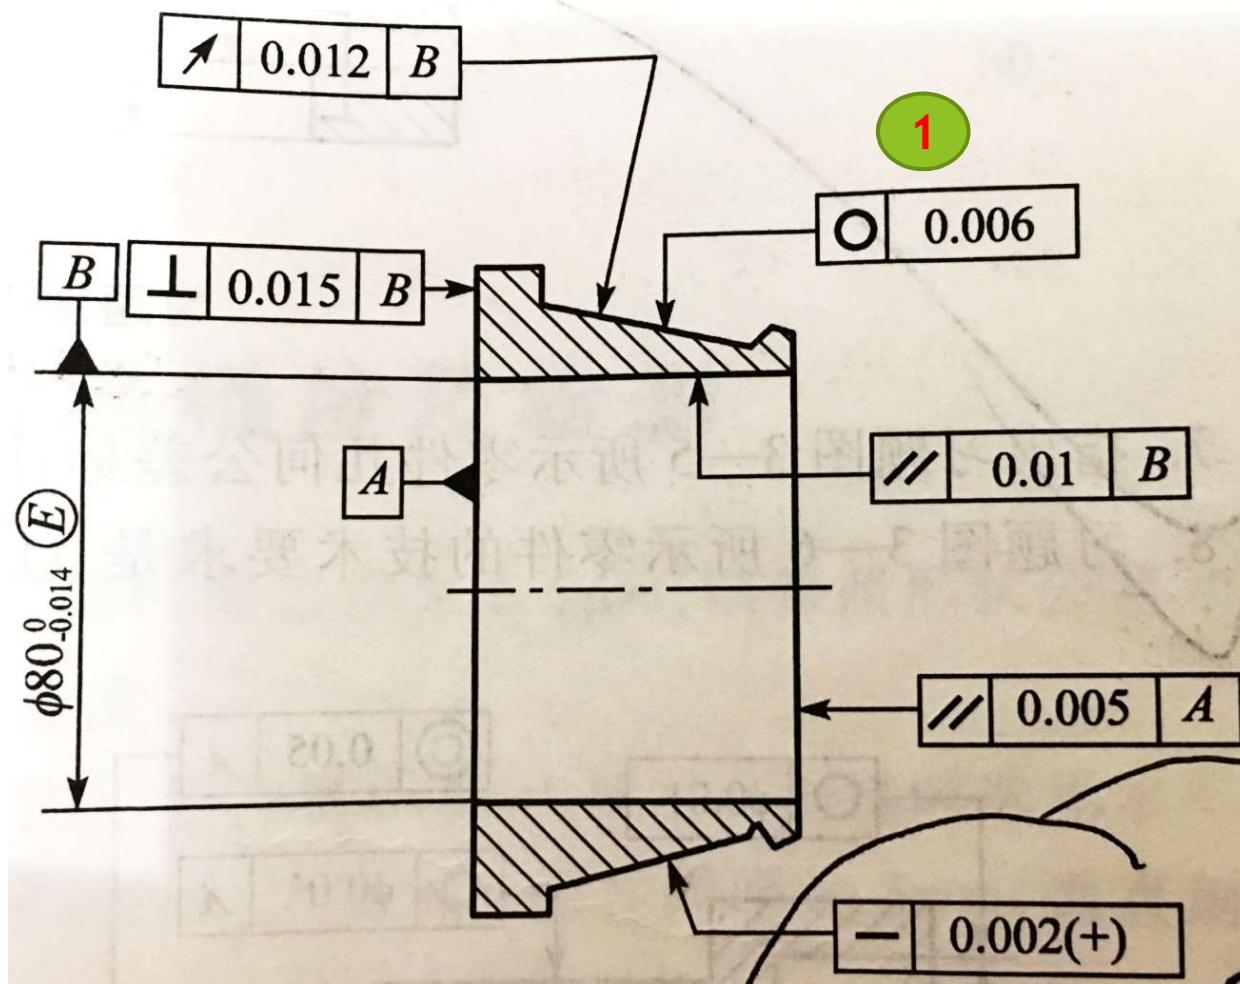 ↗ 0.012 B
1
○ 0.006
B
⊥ 0.015 B
A
// 0.01 B
ϕ80 0 -0.014 Ⓔ
// 0.005 A
— 0.002(+)